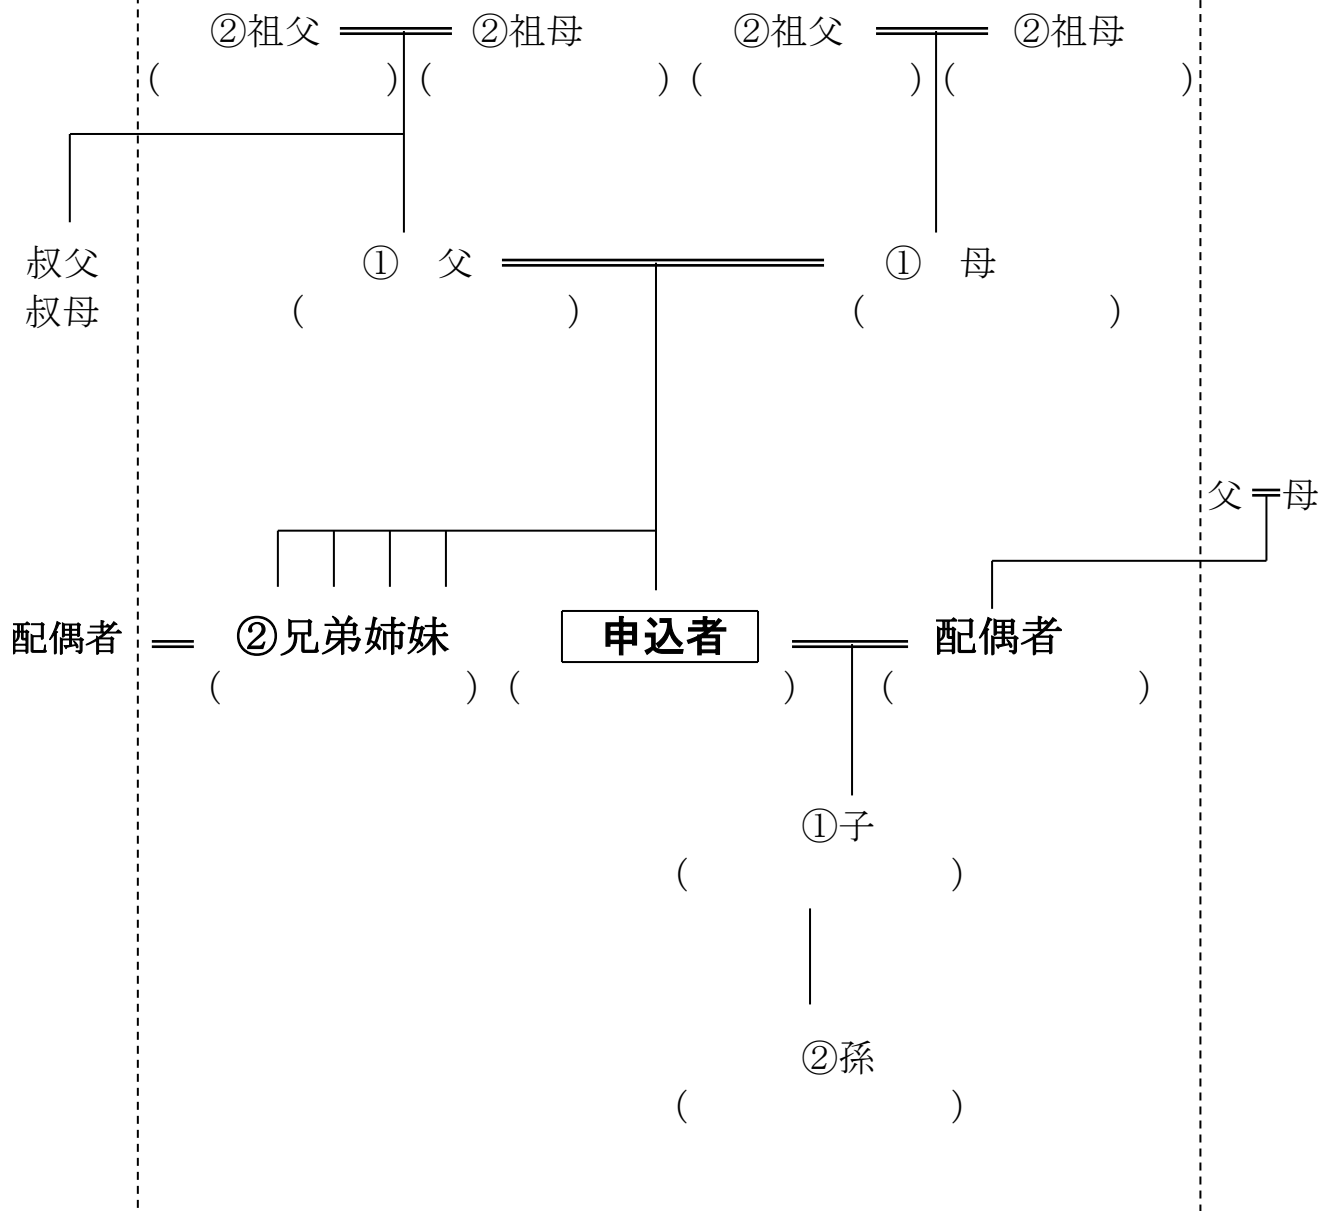 ②祖父 ②祖母 ②祖父 ②祖母
( ) ( ) ( ) ( )
叔父 ① 父 ① 母
叔母 ( ) ( )
父 母
配偶者 ②兄弟姉妹 申込者 配偶者
( ) ( ) ( )
①子
( )
②孫
( )